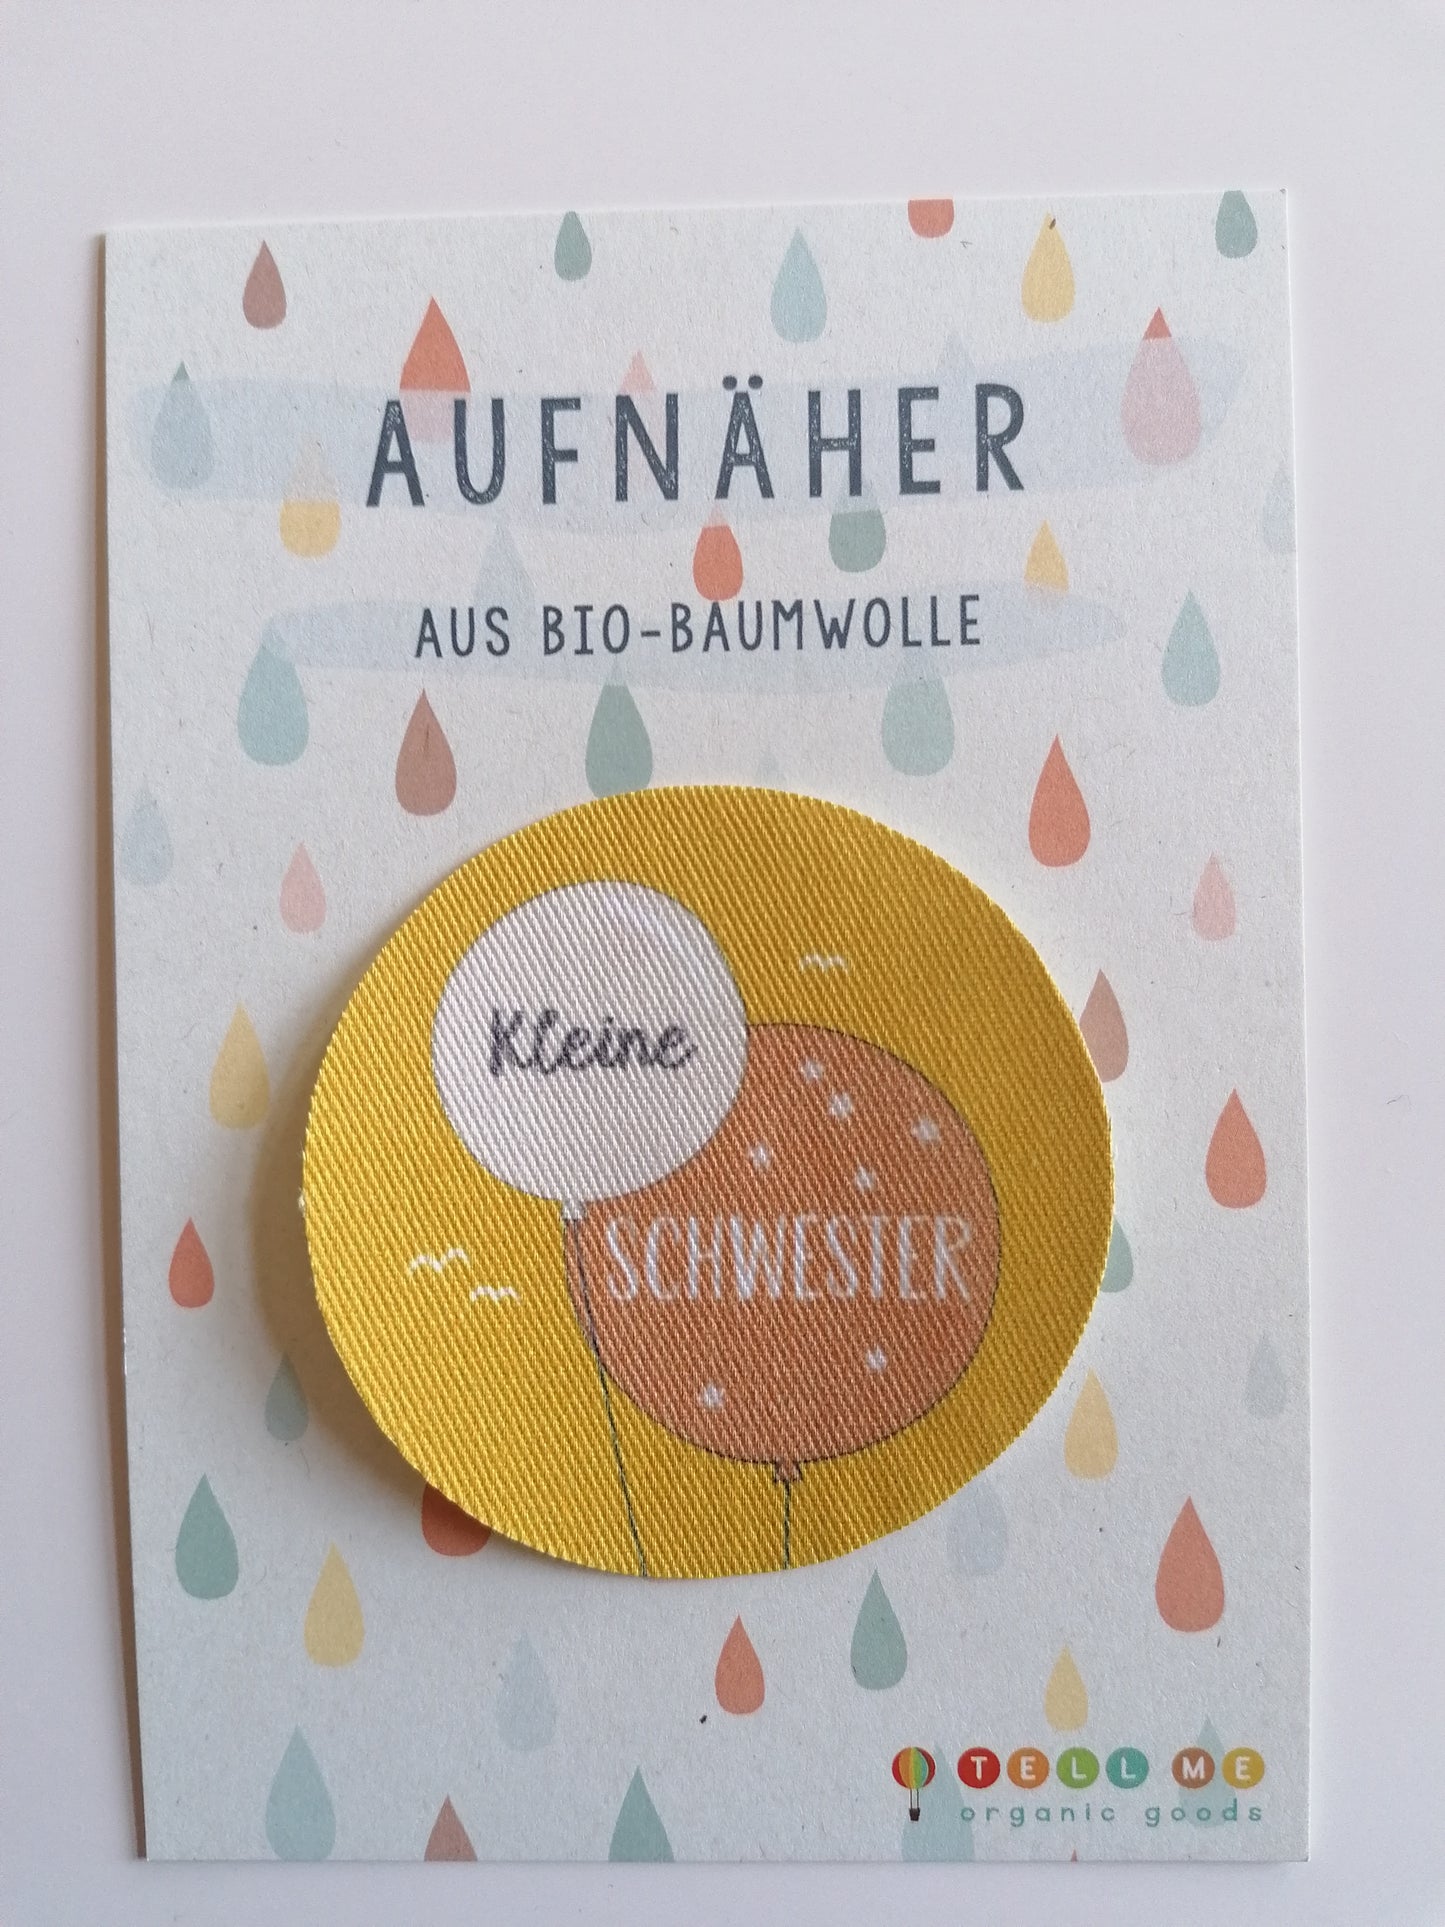 AUFNÄHER
AUS BIO-BAUMWOLLE
Kleine
SCHWESTER
TELL ME
organic goods